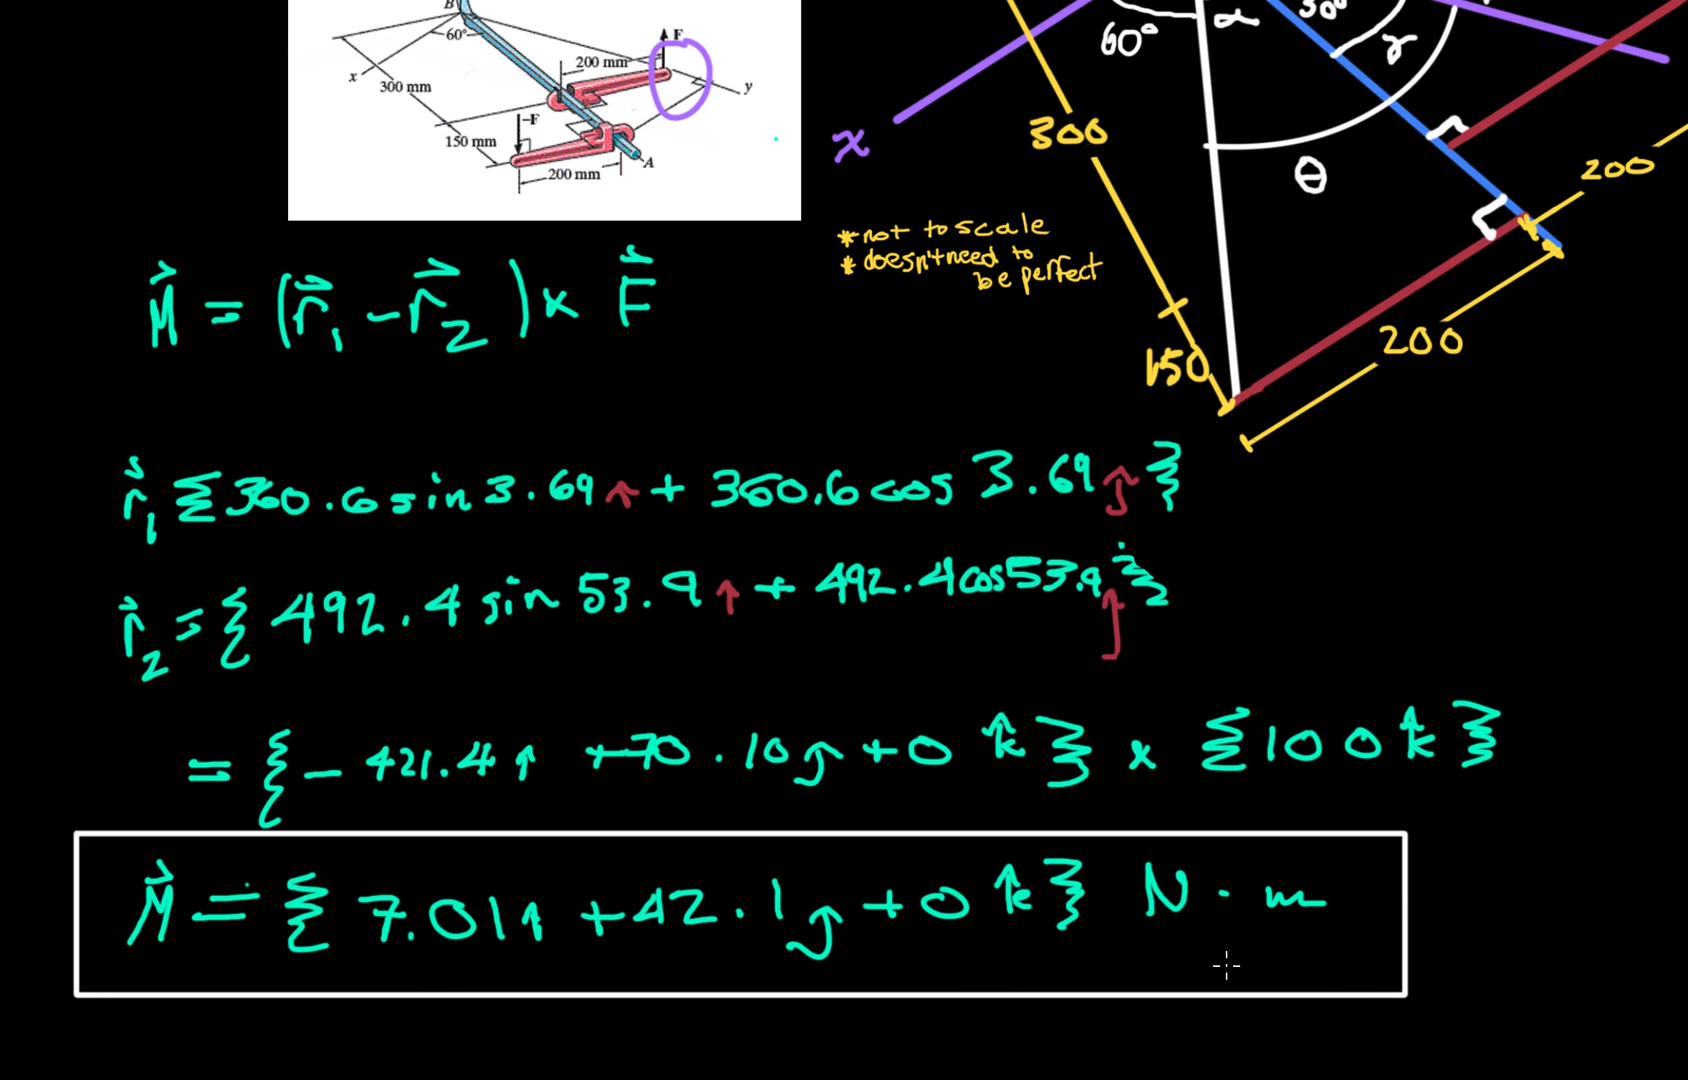 B
60°
F
200 mm
x
300 mm
y
-F
150 mm
A
200 mm
60°
α
30°
γ
x
300
θ
200
*not to scale
* doesn't need to
be perfect
200
150
M = (r₁ - r₂) x F
r₁ {360.6 sin 3.69 i + 360.6 cos 3.69 j}
r₂ = { 492.4 sin 53.9 i + 492.4 cos 53.9 j}
= { - 421.4 i + 70.10 j + 0 k } x {100 k}
M = { 7.01 i + 42.1 j + 0 k } N·m